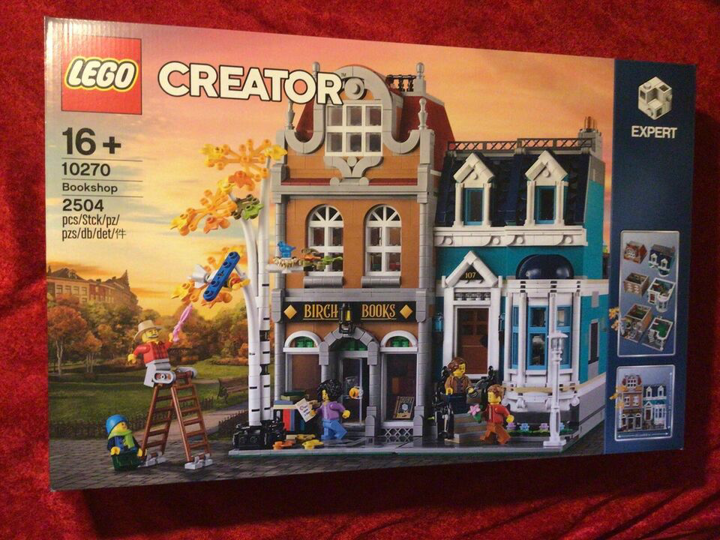 LEGO
CREATOR
EXPERT
16+
10270
Bookshop
2504
pcs/Stck/pz/
pzs/db/det/件
107
BIRCH BOOKS